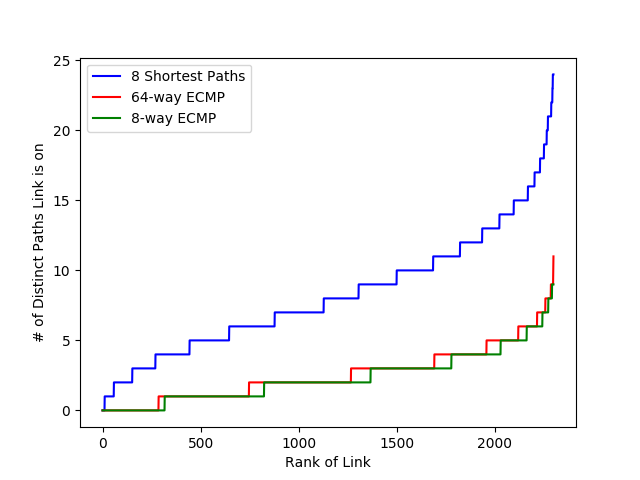 25
20
15
10
5
0
# of Distinct Paths Link is on
8 Shortest Paths
64-way ECMP
8-way ECMP
0 500 1000 1500 2000
Rank of Link